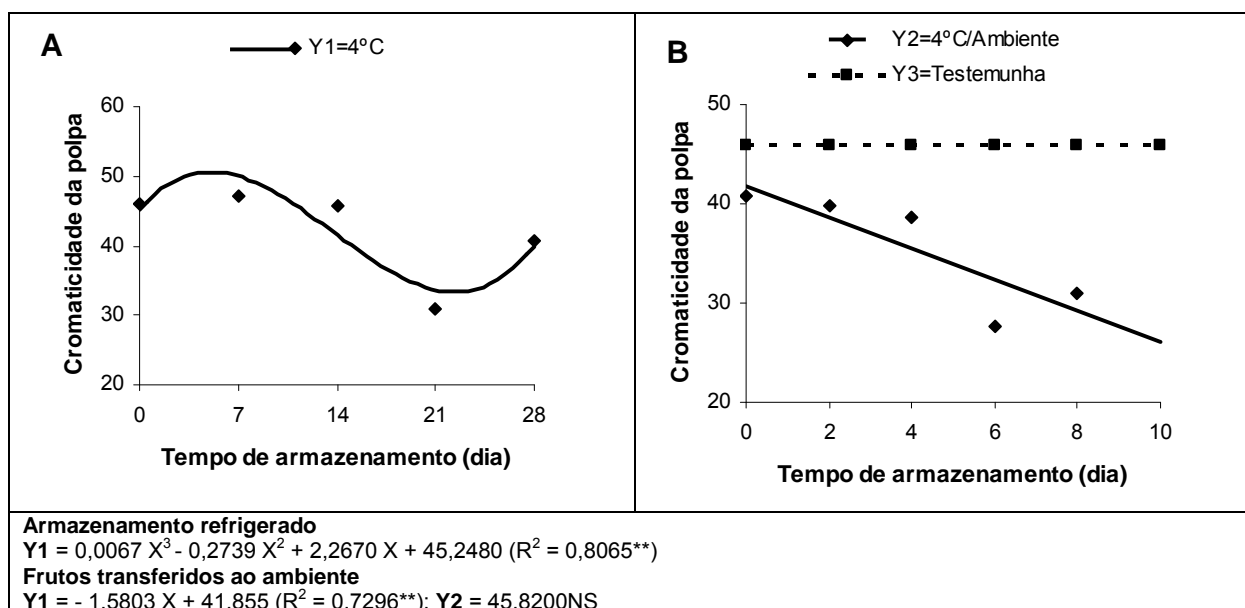 A
Y1=4ºC
Cromaticidade da polpa
60
50
40
30
20
0 7 14 21 28
Tempo de armazenamento (dia)
B
Y2=4ºC/Ambiente
Y3=Testemunha
Cromaticidade da polpa
50
40
30
20
0 2 4 6 8 10
Tempo de armazenamento (dia)
Armazenamento refrigerado
Y1 = 0,0067 X³ - 0,2739 X² + 2,2670 X + 45,2480 (R² = 0,8065**)
Frutos transferidos ao ambiente
Y1 = - 1,5803 X + 41,855 (R² = 0,7296**); Y2 = 45,8200NS